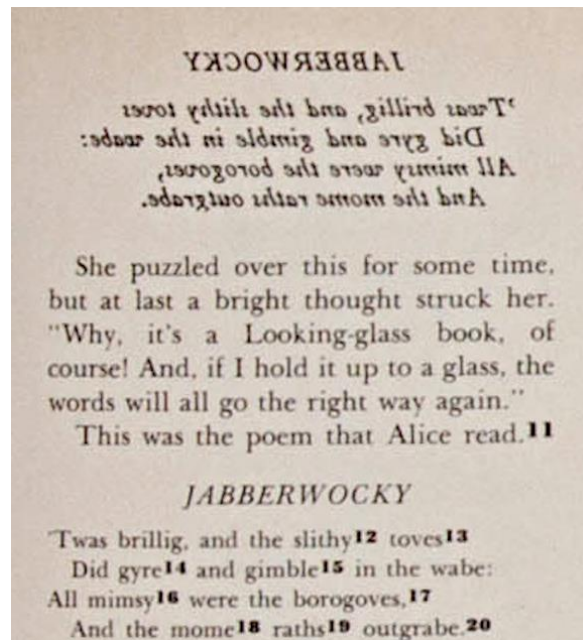 JABBERWOCKY
'Twas brillig, and the slithy toves
Did gyre and gimble in the wabe:
All mimsy were the borogoves,
And the mome raths outgrabe.
She puzzled over this for some time,
but at last a bright thought struck her.
"Why, it's a Looking-glass book, of
course! And, if I hold it up to a glass, the
words will all go the right way again."
This was the poem that Alice read.11
JABBERWOCKY
'Twas brillig, and the slithy12 toves13
Did gyre14 and gimble15 in the wabe:
All mimsy16 were the borogoves,17
And the mome18 raths19 outgrabe.20